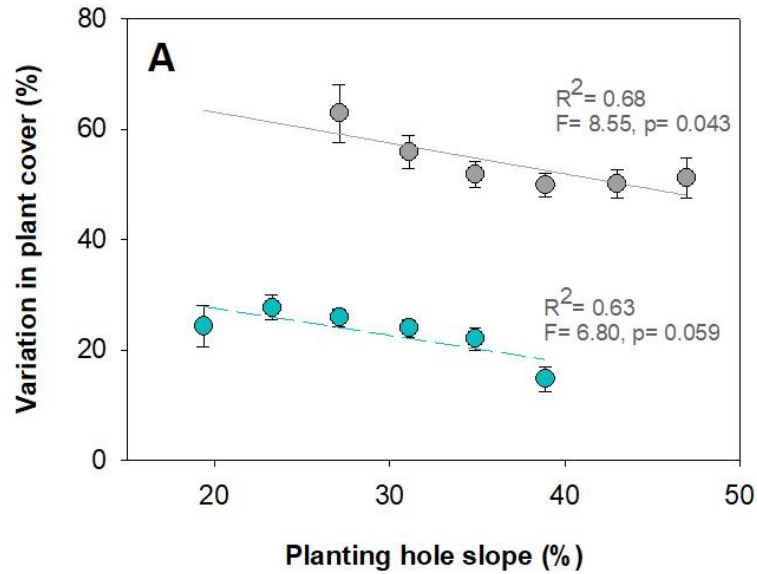 80
A
R2= 0.68
F= 8.55, p= 0.043
60
40
R2= 0.63
F= 6.80, p= 0.059
20
0
20 30 40 50
Variation in plant cover (%)
Planting hole slope (%)